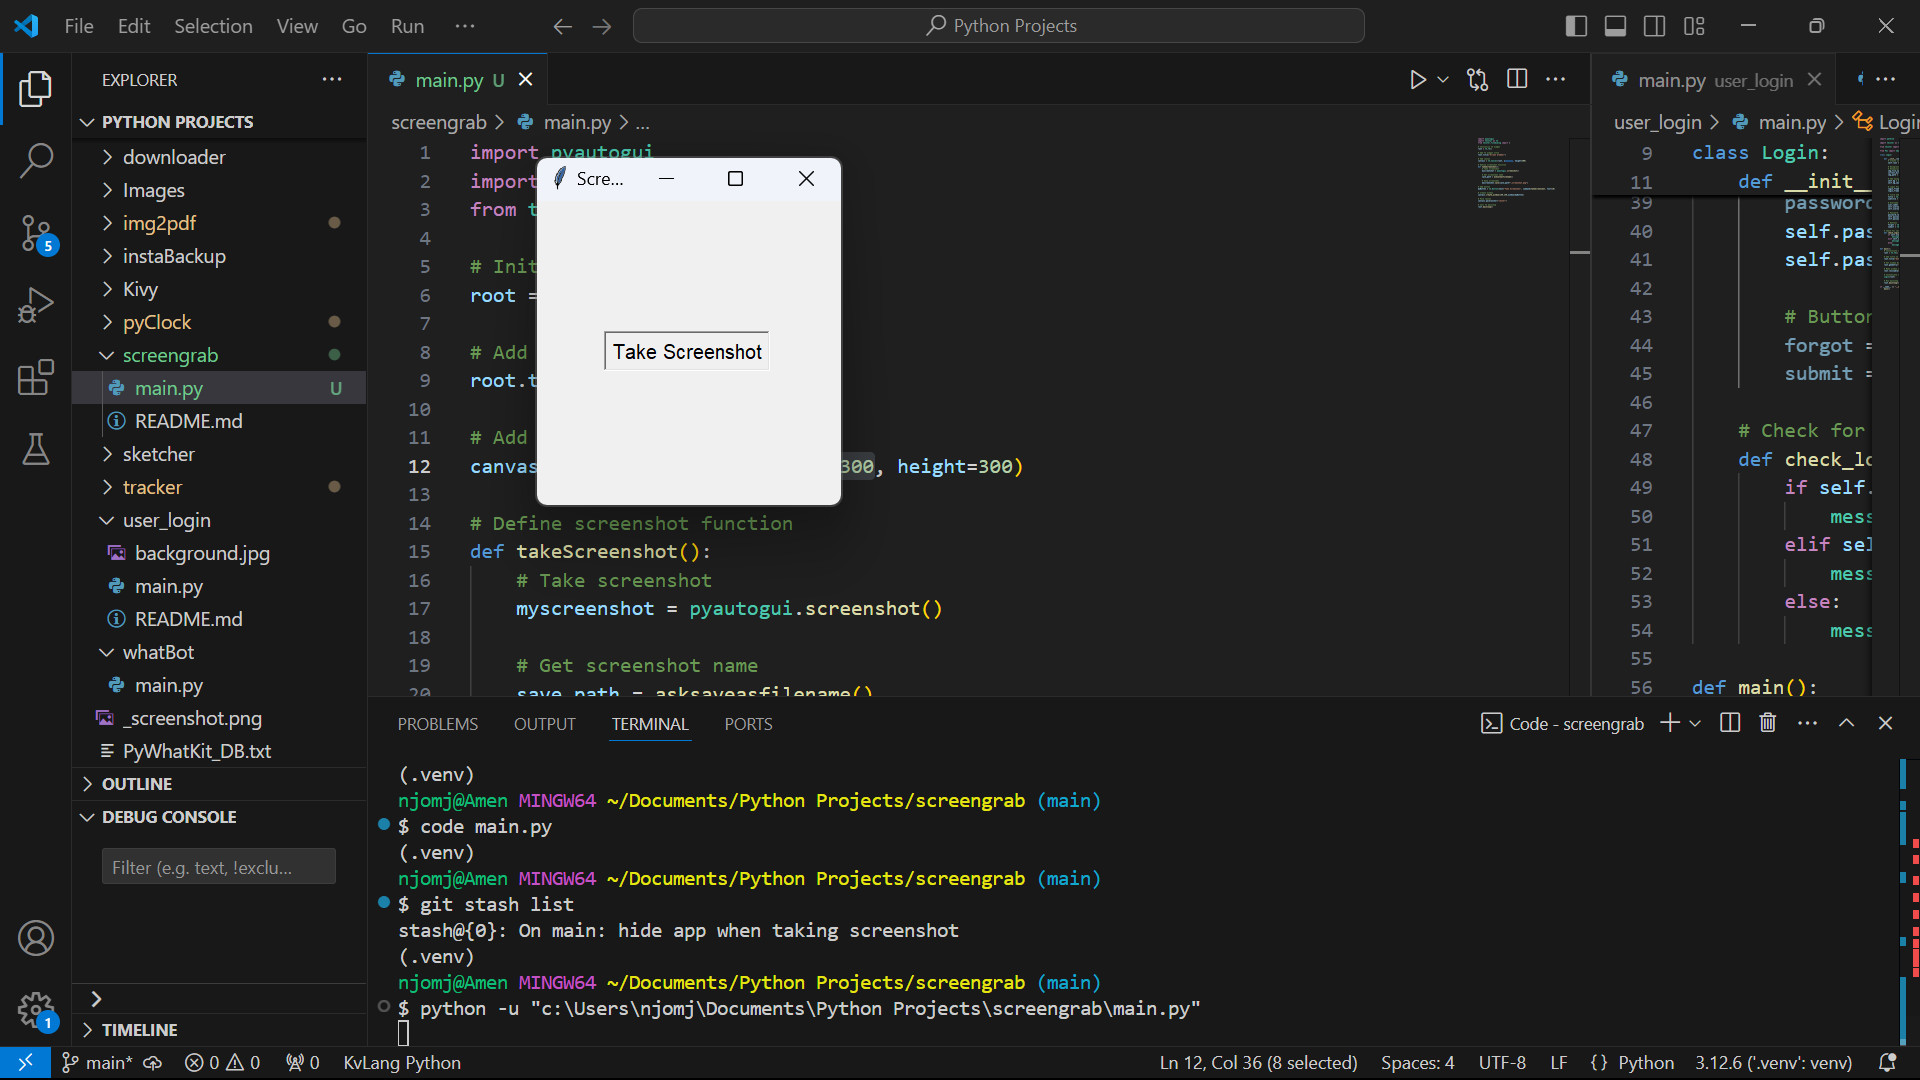 File Edit Selection View Go Run
Python Projects
EXPLORER
PYTHON PROJECTS
downloader
Images
img2pdf
instaBackup
Kivy
pyClock
screengrab
main.py U
README.md
sketcher
tracker
user_login
background.jpg
main.py
README.md
whatBot
main.py
_screenshot.png
PyWhatKit_DB.txt
OUTLINE
DEBUG CONSOLE
Filter (e.g. text, !exclu...
TIMELINE
5
1
main.py U
screengrab > main.py > ...
1 import pyautogui
2 import
3 from t
4
5 # Init
6 root =
7
8 # Add
9 root.t
10
11 # Add
12 canvas 300, height=300)
13
14 # Define screenshot function
15 def takeScreenshot():
16 # Take screenshot
17 myscreenshot = pyautogui.screenshot()
18
19 # Get screenshot name
20 save_path = asksaveasfilename()
Scre...
Take Screenshot
main.py user_login
user_login > main.py > Login
9 class Login:
11 def __init__
39 password
40 self.pas
41 self.pas
42
43 # Button
44 forgot =
45 submit =
46
47 # Check for
48 def check_lo
49 if self.
50 mess
51 elif sel
52 mess
53 else:
54 mess
55
56 def main():
PROBLEMS OUTPUT TERMINAL PORTS
Code - screengrab
(.venv)
njomj@Amen MINGW64 ~/Documents/Python Projects/screengrab (main)
$ code main.py
(.venv)
njomj@Amen MINGW64 ~/Documents/Python Projects/screengrab (main)
$ git stash list
stash@{0}: On main: hide app when taking screenshot
(.venv)
njomj@Amen MINGW64 ~/Documents/Python Projects/screengrab (main)
$ python -u "c:\Users\njomj\Documents\Python Projects\screengrab\main.py"
main* 0 0 0 KvLang Python
Ln 12, Col 36 (8 selected) Spaces: 4 UTF-8 LF {} Python 3.12.6 ('.venv': venv)